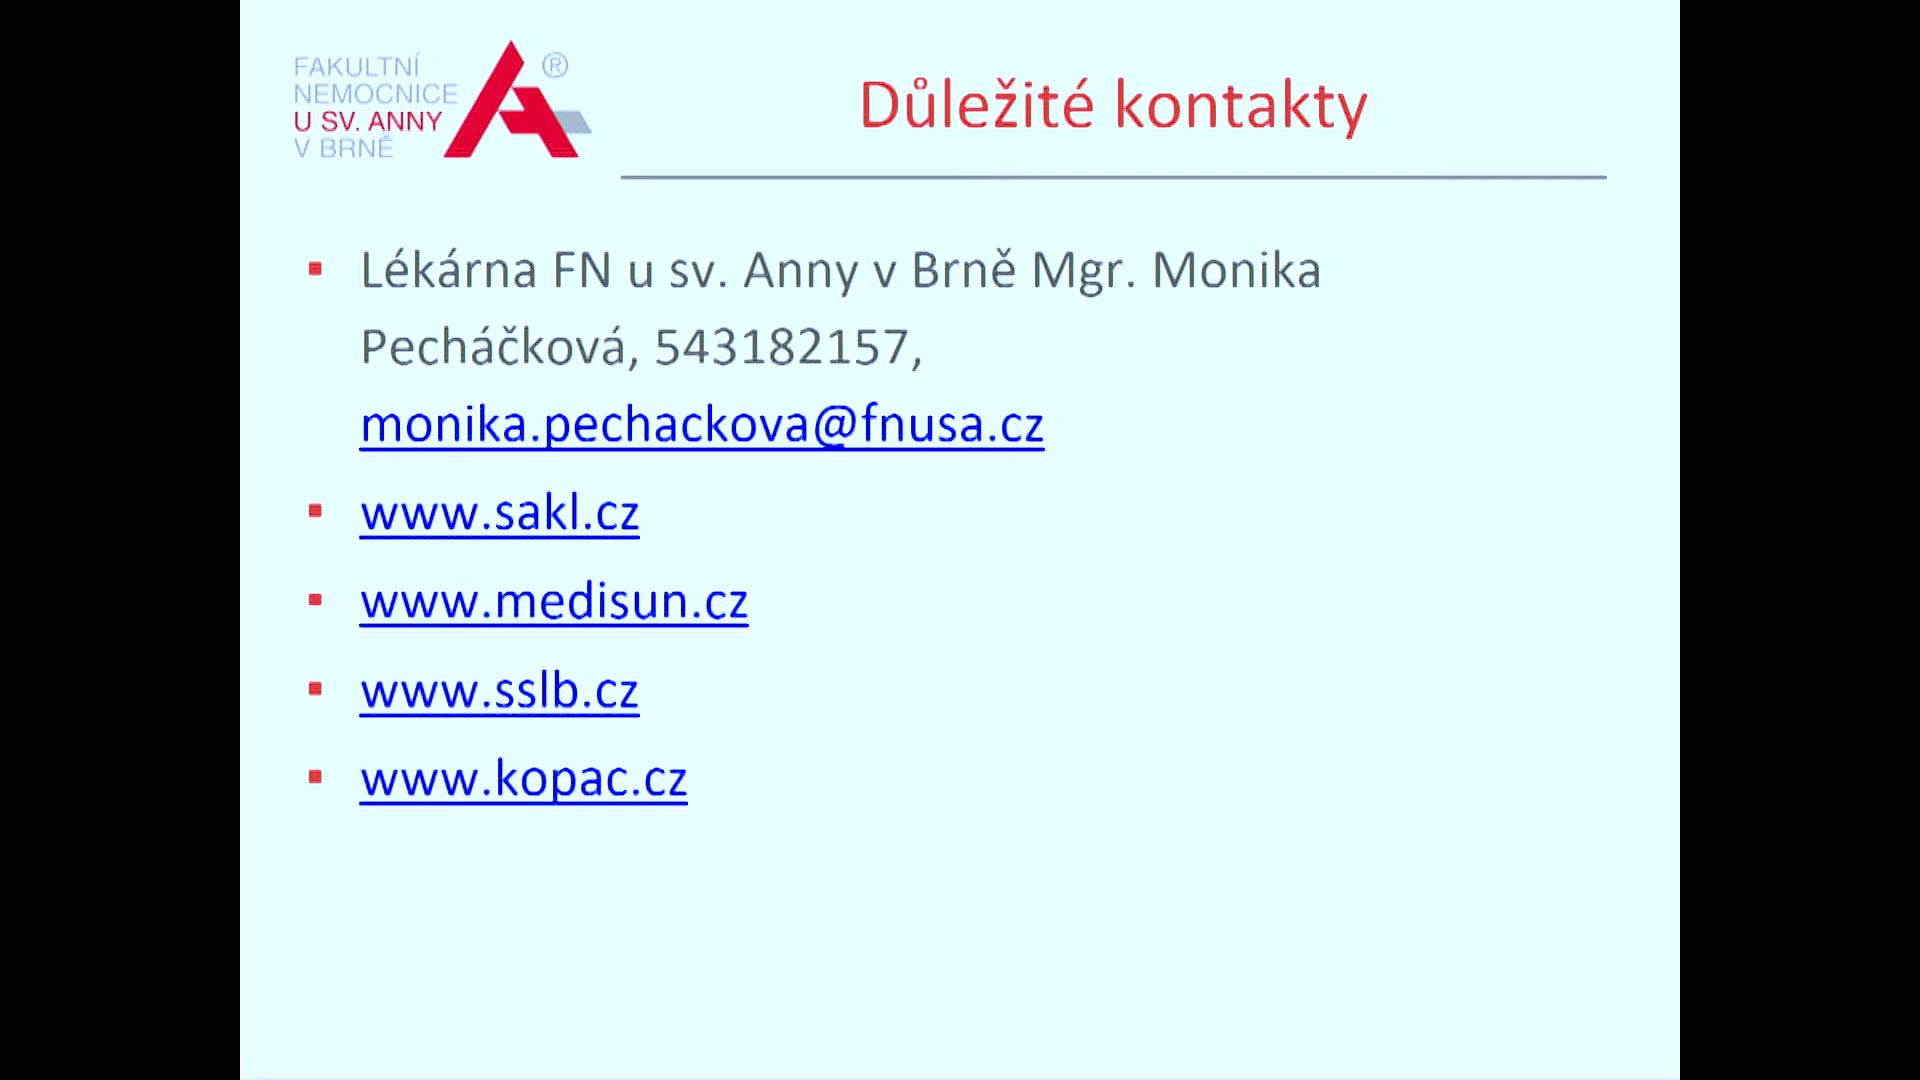 FAKULTNÍ
NEMOCNICE
U SV. ANNY
V BRNĚ
®
Důležité kontakty
▪ Lékárna FN u sv. Anny v Brně Mgr. Monika
Pecháčková, 543182157,
monika.pechackova@fnusa.cz
▪ www.sakl.cz
▪ www.medisun.cz
▪ www.sslb.cz
▪ www.kopac.cz